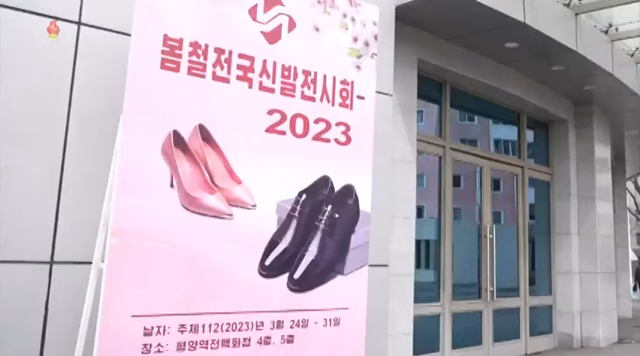 봄철전국신발전시회-
2023
날자: 주체112(2023)년 3월 24일 - 31일
장소: 평양역전백화점 4층, 5층